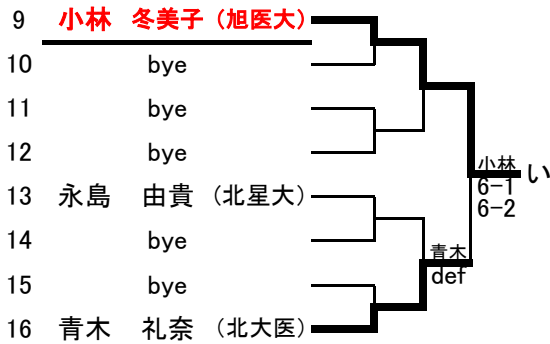 9 小林 冬美子（旭医大）
10 bye
11 bye
12 bye
小林 い
6-1
6-2
13 永島 由貴（北星大）
14 bye
青木
def
15 bye
16 青木 礼奈（北大医）